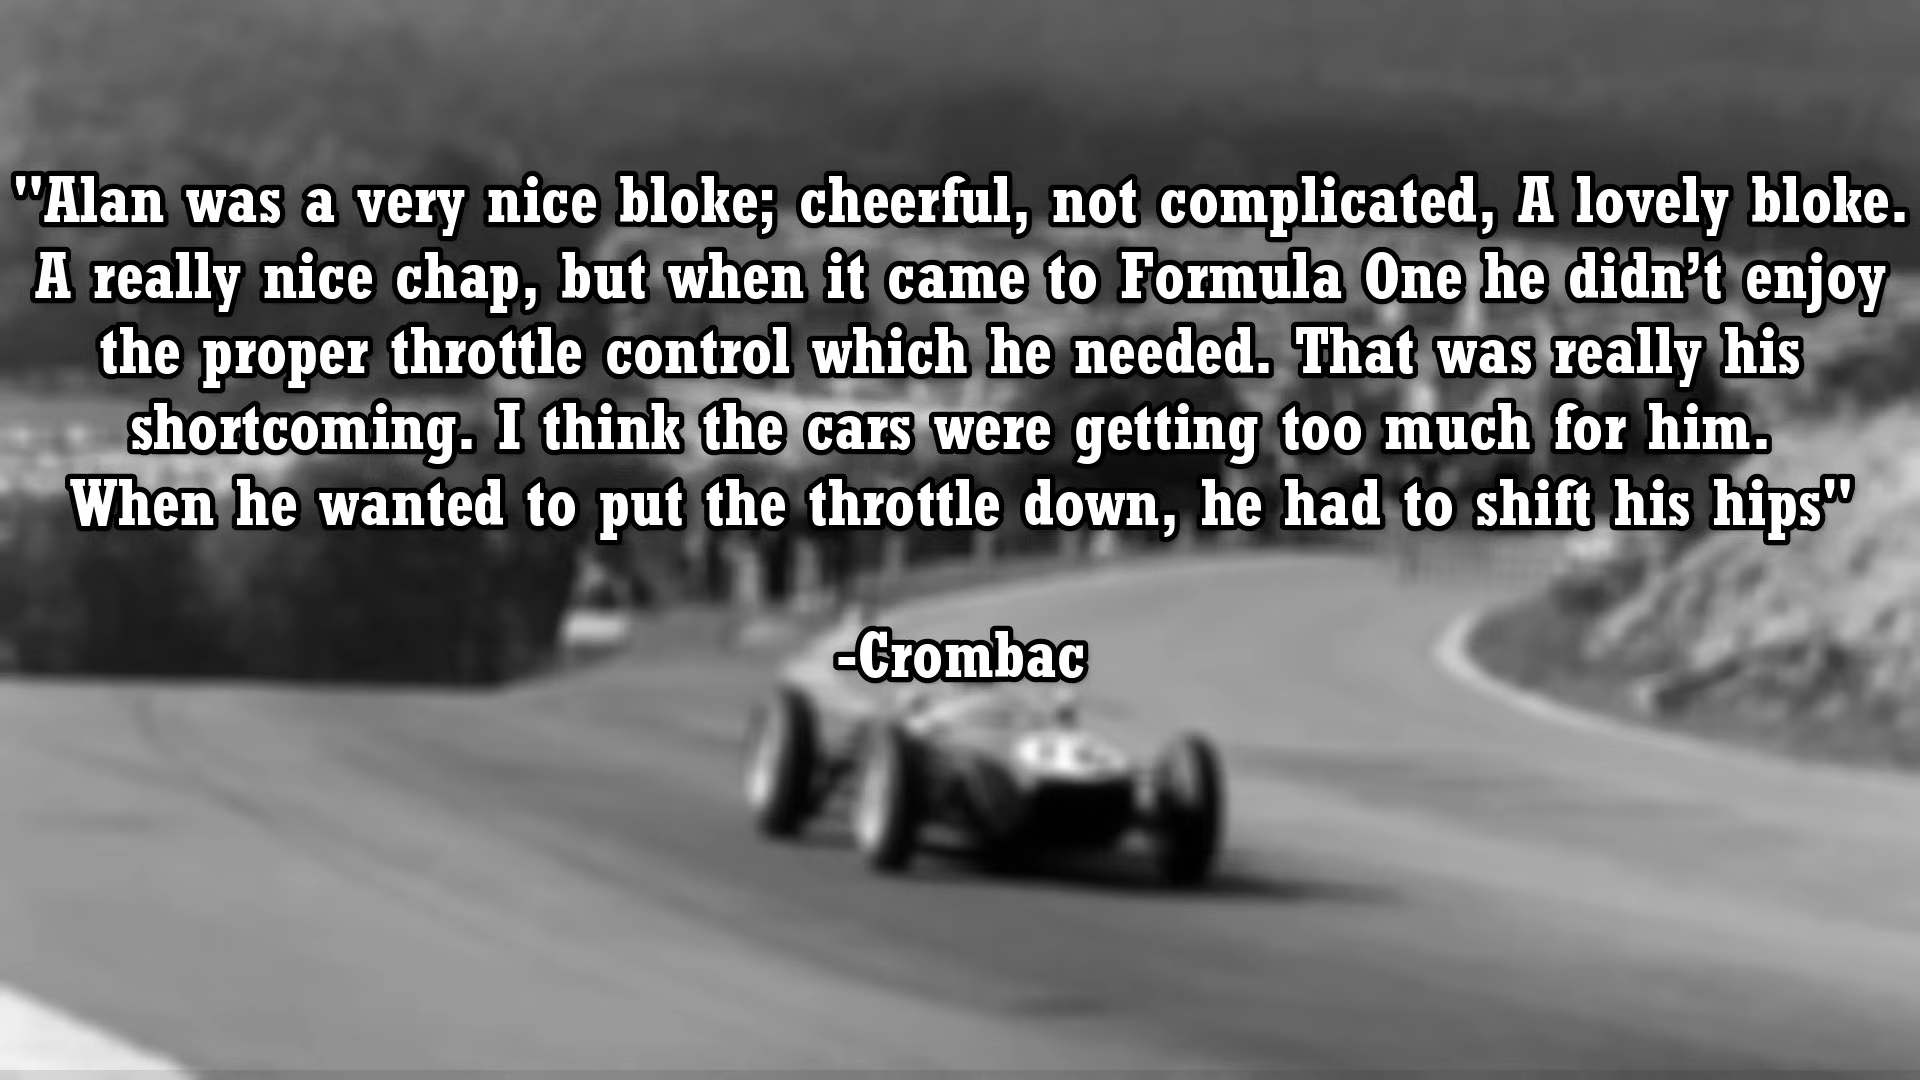 "Alan was a very nice bloke; cheerful, not complicated, A lovely bloke.
A really nice chap, but when it came to Formula One he didn’t enjoy
the proper throttle control which he needed. That was really his
shortcoming. I think the cars were getting too much for him.
When he wanted to put the throttle down, he had to shift his hips"
-Crombac